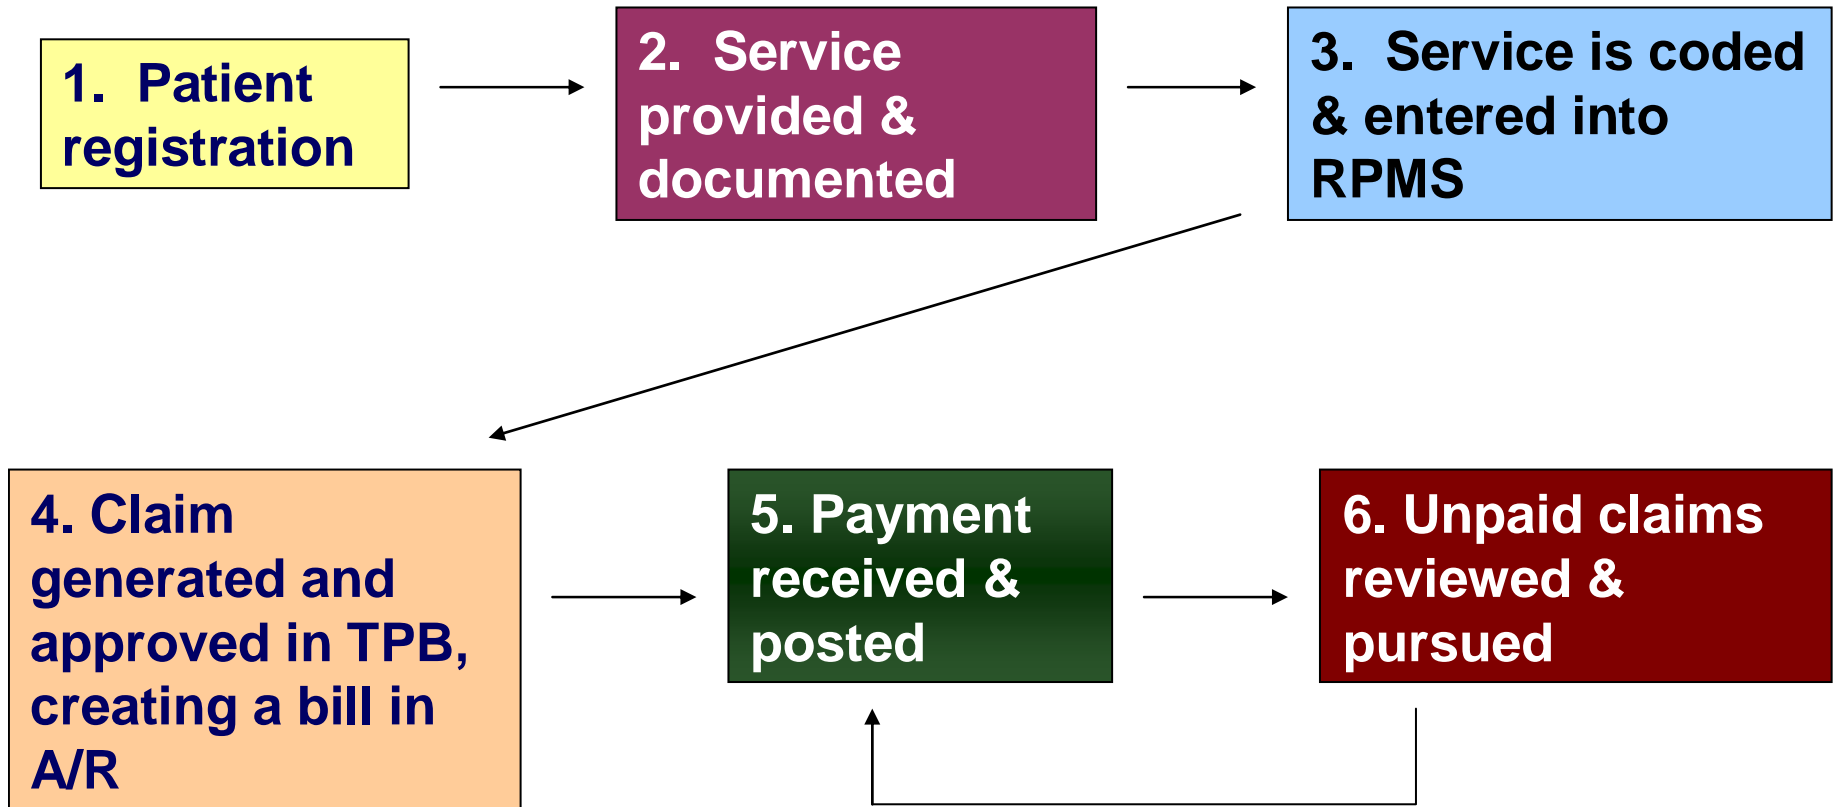 1. Patient
registration
2. Service
provided &
documented
3. Service is coded
& entered into
RPMS
4. Claim
generated and
approved in TPB,
creating a bill in
A/R
5. Payment
received &
posted
6. Unpaid claims
reviewed &
pursued